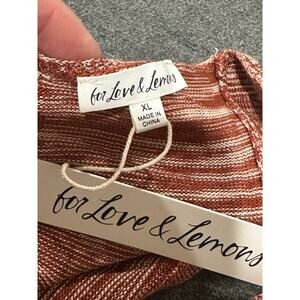 for Love & Lemons
XL
MADE IN
CHINA
for Love & Lemons